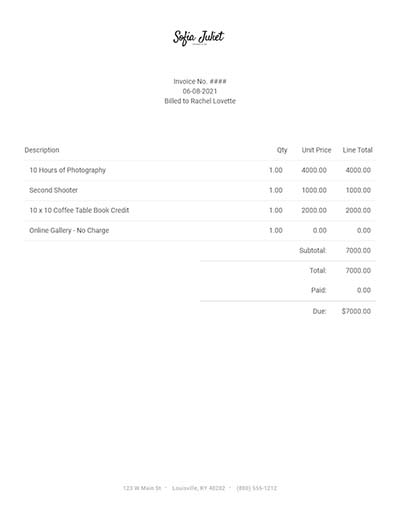 Sofia Juliet
Invoice No. ####
06-08-2021
Billed to Rachel Lovette
Description Qty Unit Price Line Total
10 Hours of Photography 1.00 4000.00 4000.00
Second Shooter 1.00 1000.00 1000.00
10 x 10 Coffee Table Book Credit 1.00 2000.00 2000.00
Online Gallery - No Charge 1.00 0.00 0.00
Subtotal: 7000.00
Total: 7000.00
Paid: 0.00
Due: $7000.00
123 W Main St - Louisville, KY 40202 - (800) 555-1212